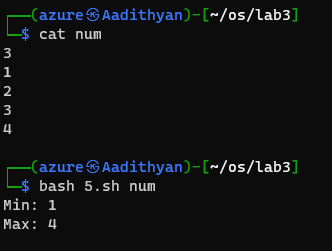 ┌──(azure㉿Aadithyan)-[~/os/lab3]
└─$ cat num
3
1
2
3
4
┌──(azure㉿Aadithyan)-[~/os/lab3]
└─$ bash 5.sh num
Min: 1
Max: 4